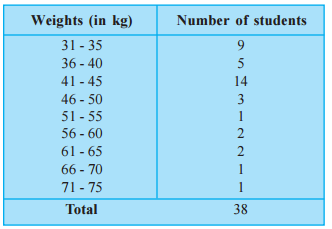 Weights (in kg) Number of students
31 - 35 9
36 - 40 5
41 - 45 14
46 - 50 3
51 - 55 1
56 - 60 2
61 - 65 2
66 - 70 1
71 - 75 1
Total 38